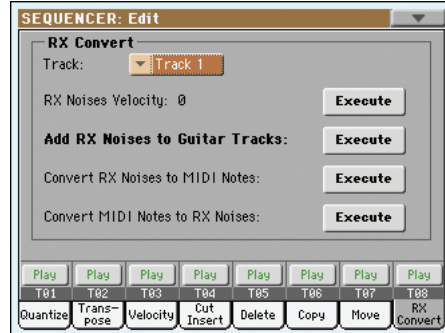 SEQUENCER: Edit
RX Convert
Track: Track 1
RX Noises Velocity: 0 Execute
Add RX Noises to Guitar Tracks: Execute
Convert RX Noises to MIDI Notes: Execute
Convert MIDI Notes to RX Noises: Execute
Play Play Play Play Play Play Play Play
T01 T02 T03 T04 T05 T06 T07 T08
Quantize Trans-pose Velocity Cut Insert Delete Copy Move RX Convert